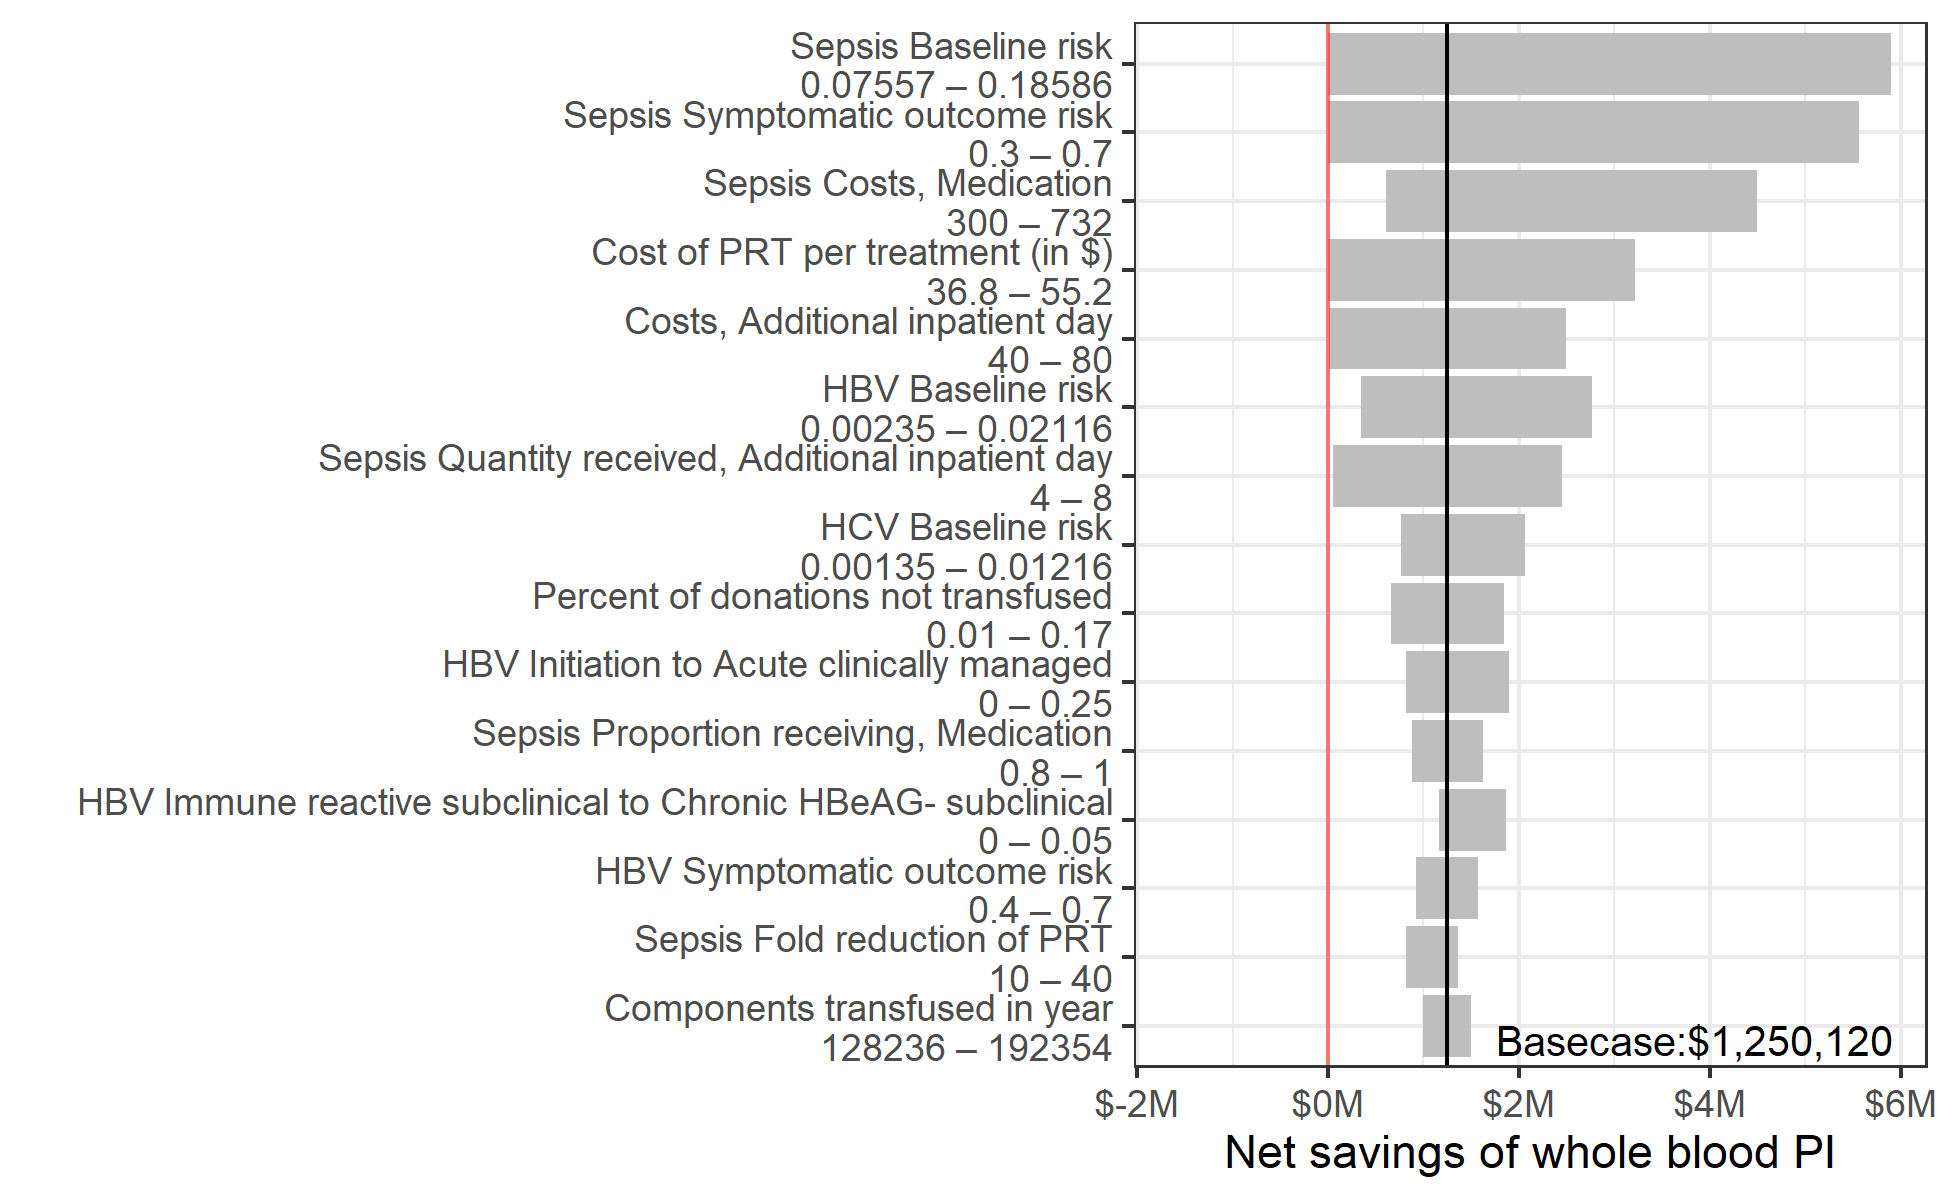 Sepsis Baseline risk
0.07557 – 0.18586
Sepsis Symptomatic outcome risk
0.3 – 0.7
Sepsis Costs, Medication
300 – 732
Cost of PRT per treatment (in $)
36.8 – 55.2
Costs, Additional inpatient day
40 – 80
HBV Baseline risk
0.00235 – 0.02116
Sepsis Quantity received, Additional inpatient day
4 – 8
HCV Baseline risk
0.00135 – 0.01216
Percent of donations not transfused
0.01 – 0.17
HBV Initiation to Acute clinically managed
0 – 0.25
Sepsis Proportion receiving, Medication
0.8 – 1
HBV Immune reactive subclinical to Chronic HBeAG- subclinical
0 – 0.05
HBV Symptomatic outcome risk
0.4 – 0.7
Sepsis Fold reduction of PRT
10 – 40
Components transfused in year
128236 – 192354
Basecase:$1,250,120
$-2M $0M $2M $4M $6M
Net savings of whole blood PI